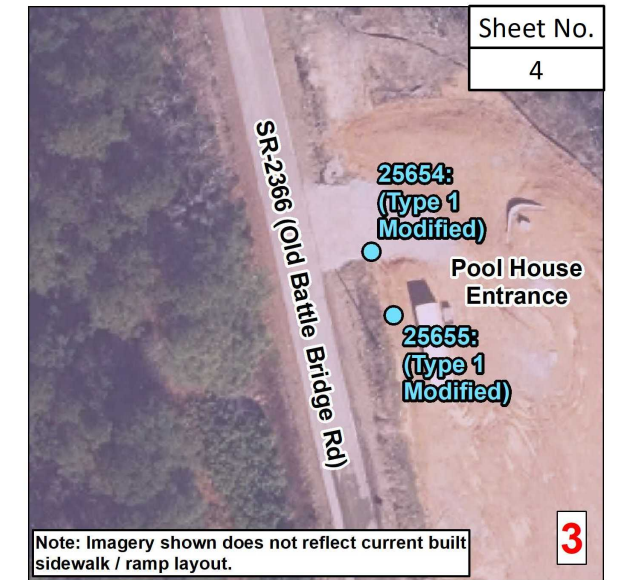 Sheet No.
4
SR-2366 (Old Battle Bridge Rd)
25654:
(Type 1
Modified)
Pool House
Entrance
25655:
(Type 1
Modified)
Note: Imagery shown does not reflect current built
sidewalk / ramp layout.
3